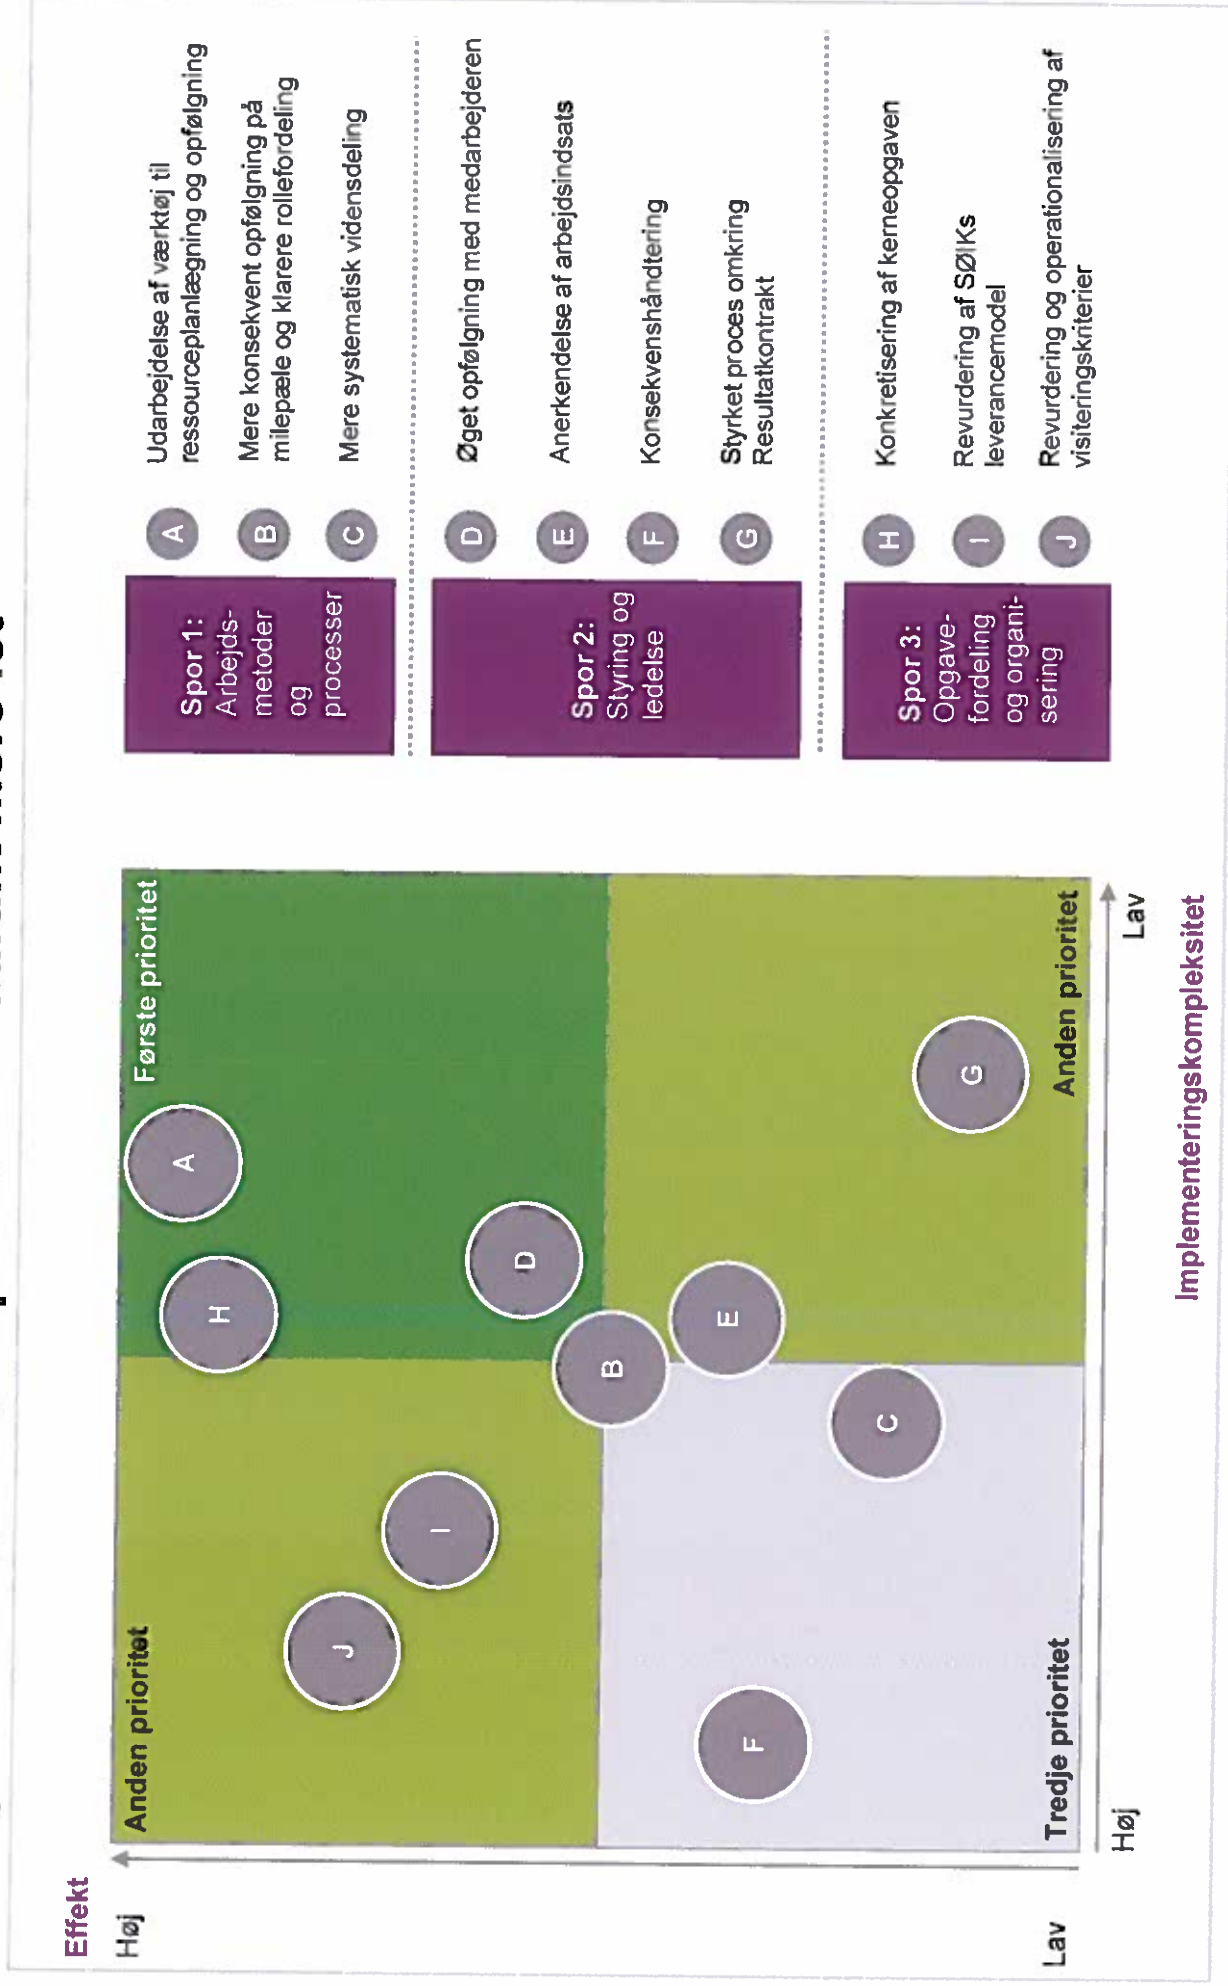 Effekt
Høj
Lav
Anden prioritet
Første prioritet
Tredje prioritet
Anden prioritet
A
H
D
B
E
I
J
C
G
F
Høj
Lav
Implementeringskompleksitet
Spor 1:
Arbejds-
metoder
og
processer
A
Udarbejdelse af værktøj til
ressourceplanlægning og opfølgning
B
Mere konsekvent opfølgning på
milepæle og klarere rollefordeling
C
Mere systematisk vidensdeling
Spor 2:
Styring og
ledelse
D
Øget opfølgning med medarbejderen
E
Anerkendelse af arbejdsindsats
F
Konsekvenshåndtering
G
Styrket proces omkring
Resultatkontrakt
Spor 3:
Opgave-
fordeling
og organi-
sering
H
Konkretisering af kerneopgaven
I
Revurdering af SØIKs
leverancemodel
J
Revurdering og operationalisering af
visiteringskriterier